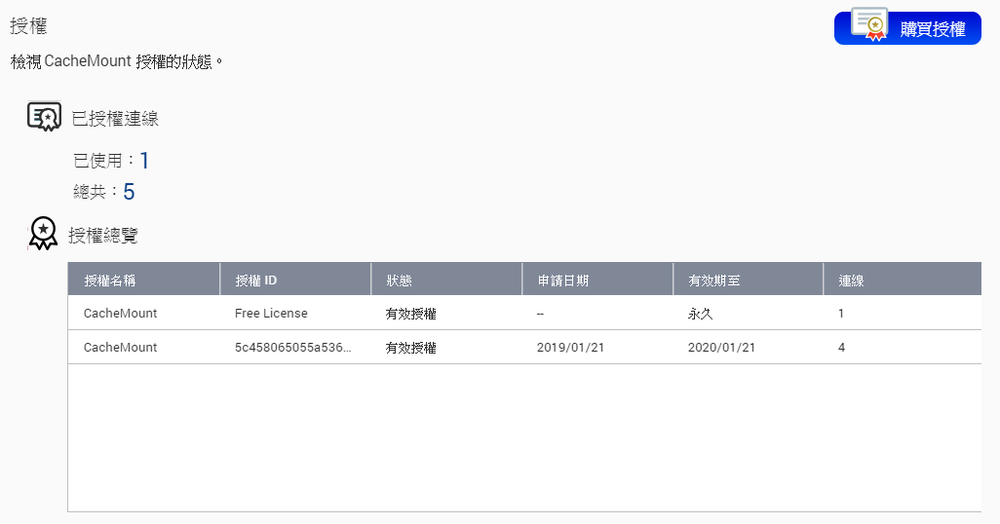 授權
購買授權
檢視 CacheMount 授權的狀態。
已授權連線
已使用：1
總共：5
授權總覽
授權名稱 授權 ID 狀態 申請日期 有效期至 連線
CacheMount Free License 有效授權 -- 永久 1
CacheMount 5c458065055a536... 有效授權 2019/01/21 2020/01/21 4